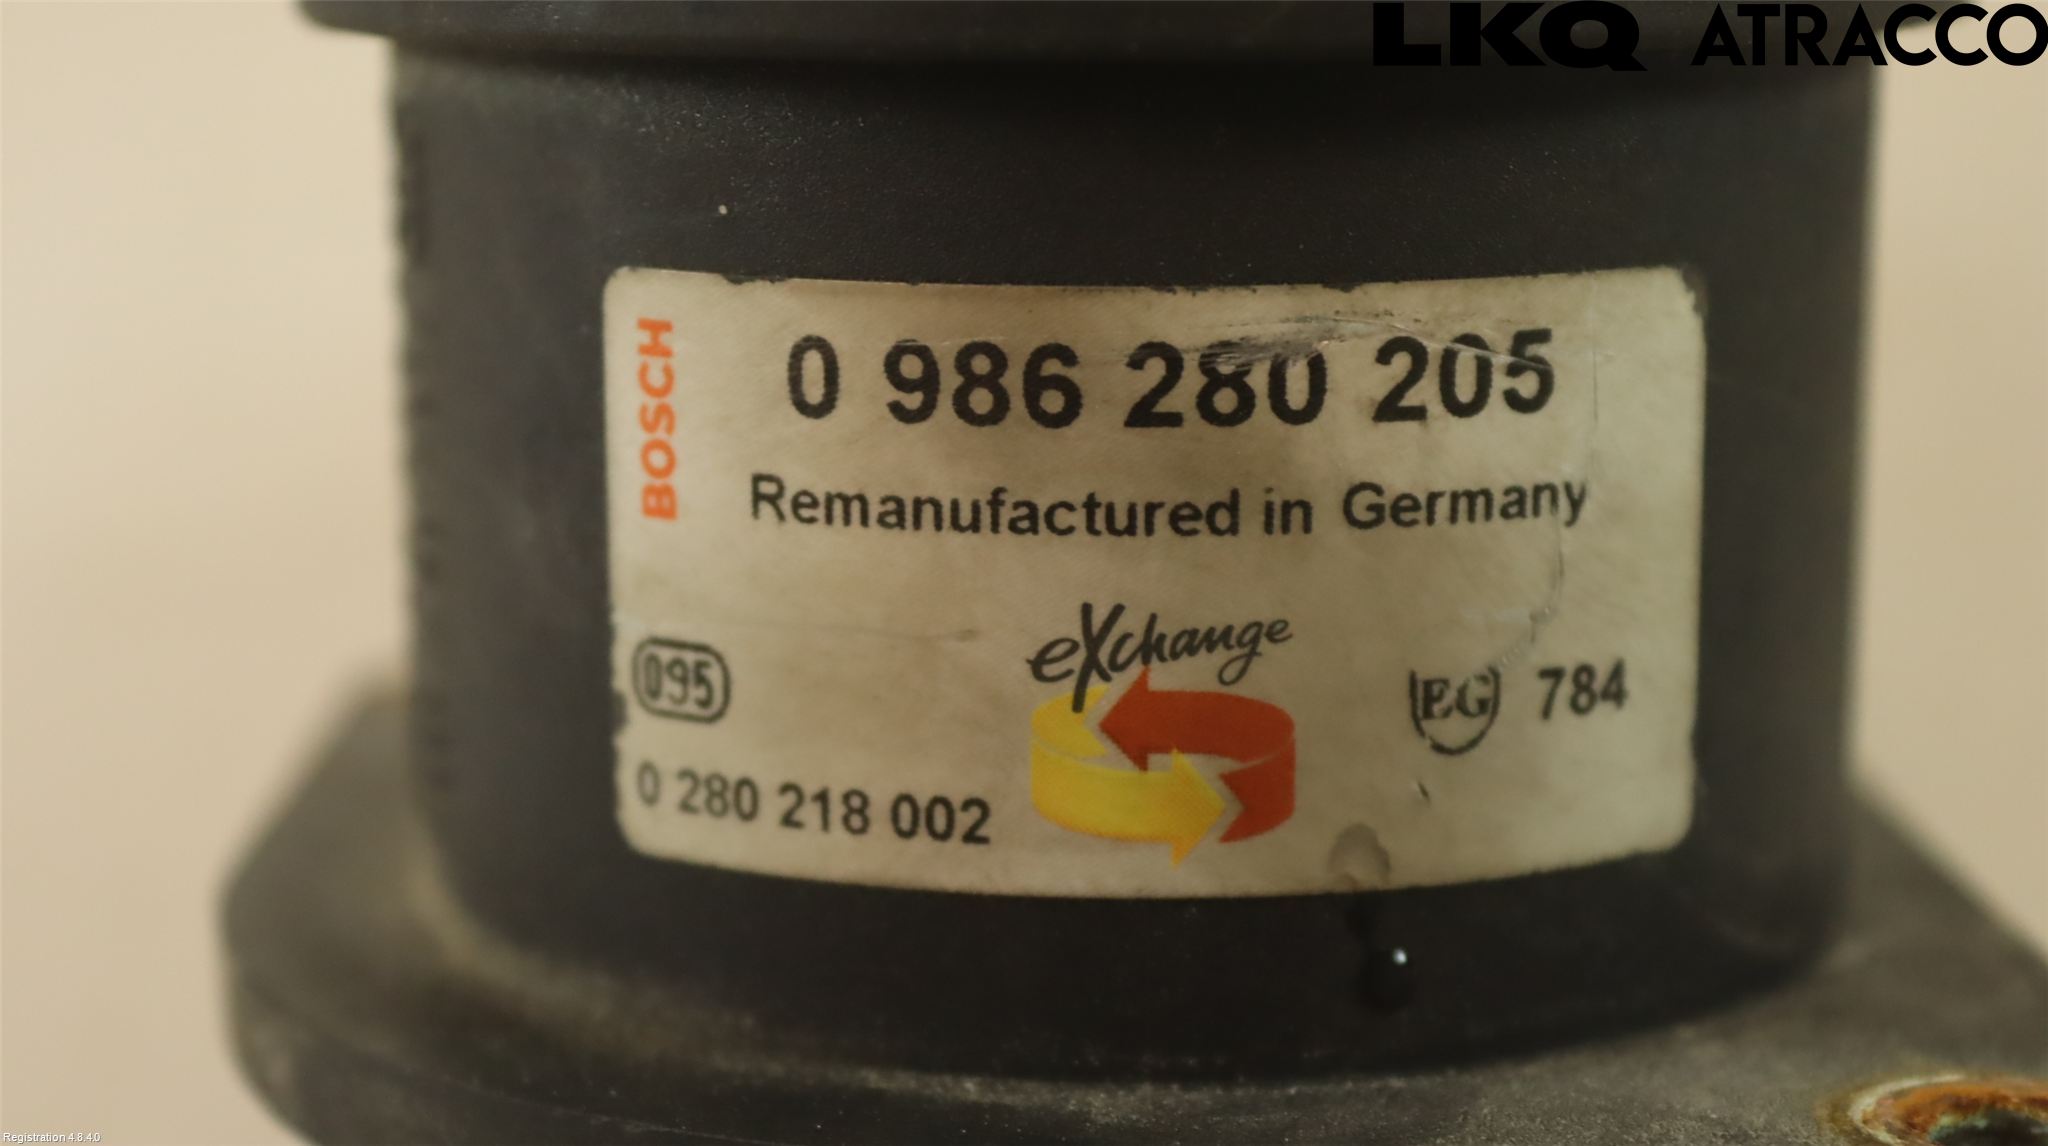 LKQ ATRACCO
BOSCH
0 986 280 205
Remanufactured in Germany
eXchange
095
EG 784
0 280 218 002
Registration 4.8.4.0